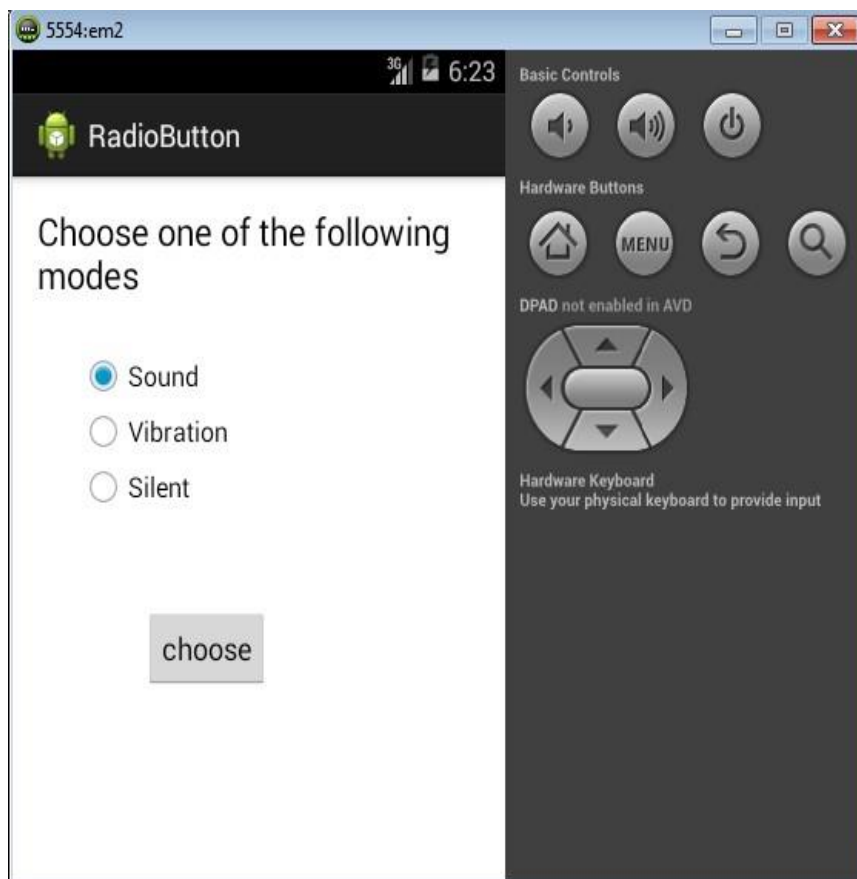 5554:em2
3G 6:23
RadioButton
Choose one of the following
modes
Sound
Vibration
Silent
choose
Basic Controls
Hardware Buttons
MENU
DPAD not enabled in AVD
Hardware Keyboard
Use your physical keyboard to provide input